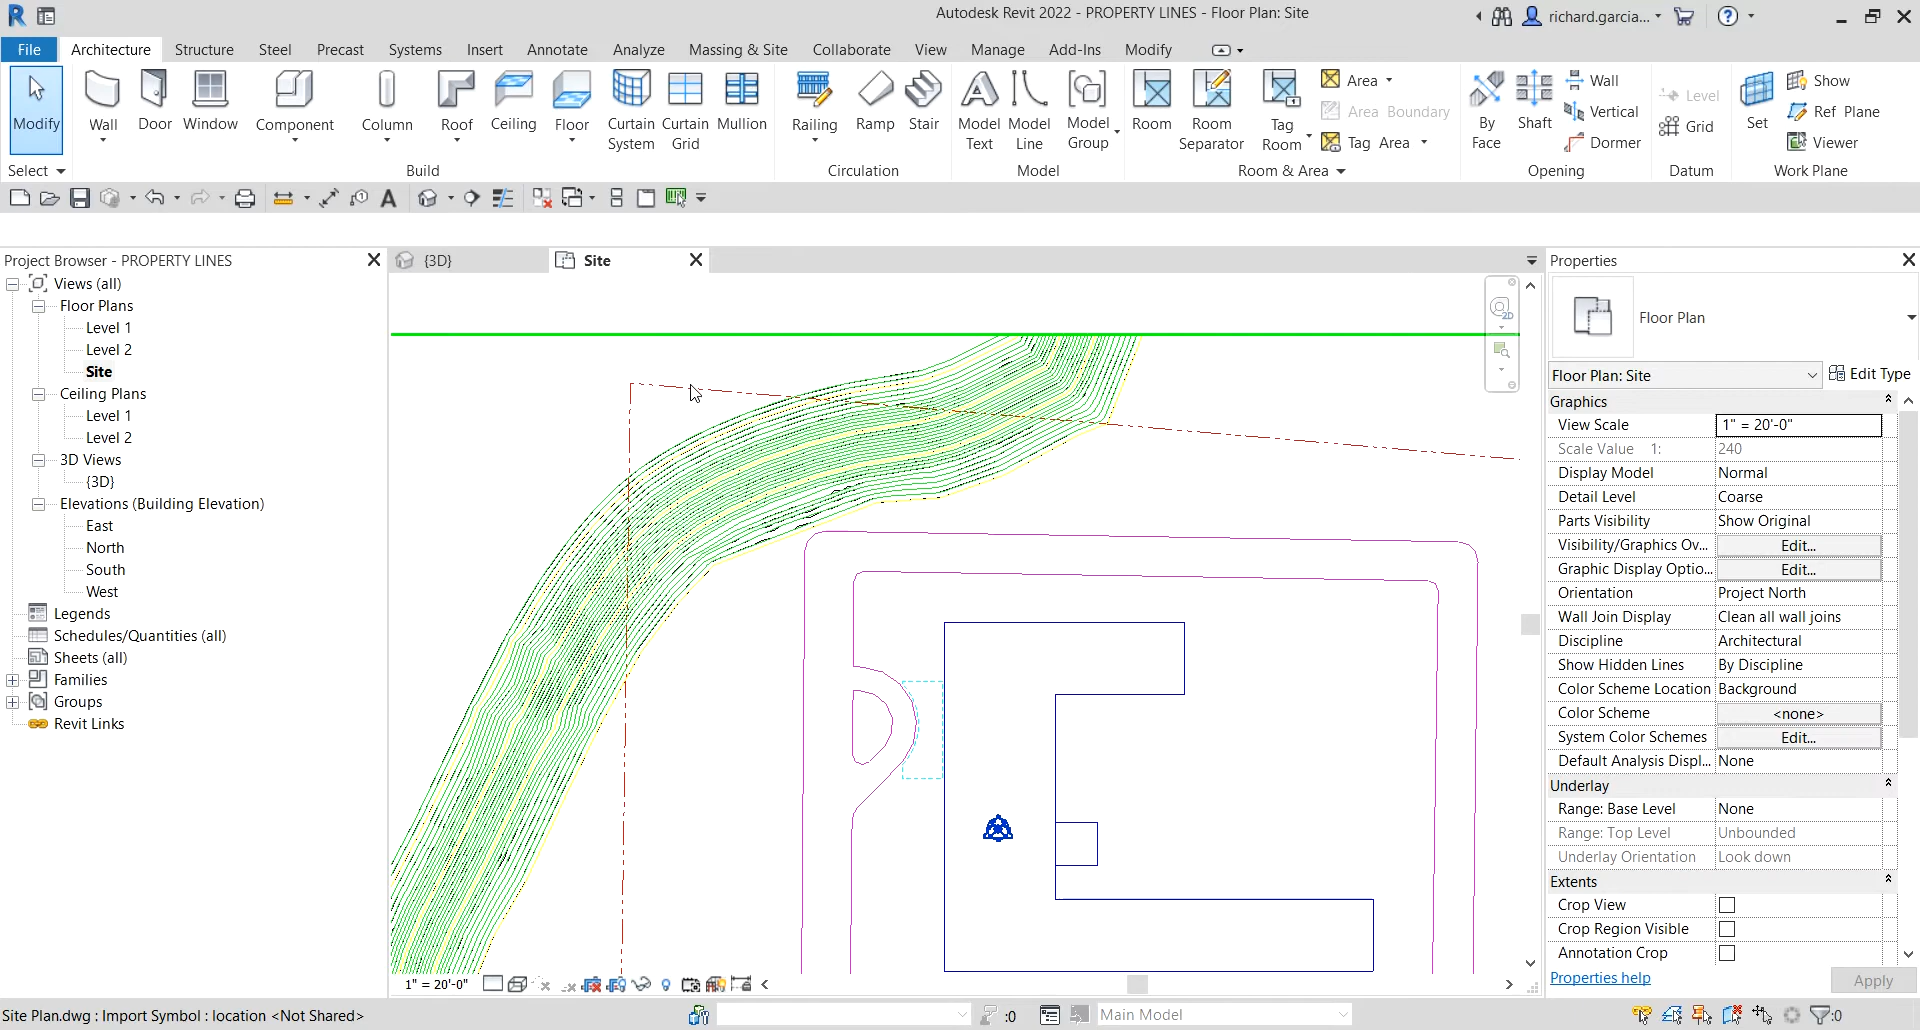 Autodesk Revit 2022 - PROPERTY LINES - Floor Plan: Site
richard.garcia...
File Architecture Structure Steel Precast Systems Insert Annotate Analyze Massing & Site Collaborate View Manage Add-Ins Modify
Modify Wall Door Window Component Column Roof Ceiling Floor Curtain System Curtain Grid Mullion Railing Ramp Stair Model Text Model Line Model Group Room Room Separator Tag Room By Face Shaft Set
Area
Area Boundary
Tag Area
Wall
Vertical
Dormer
Level
Grid
Show
Ref Plane
Viewer
Select Build Circulation Model Room & Area Opening Datum Work Plane
Project Browser - PROPERTY LINES
Views (all)
Floor Plans
Level 1
Level 2
Site
Ceiling Plans
Level 1
Level 2
3D Views
{3D}
Elevations (Building Elevation)
East
North
South
West
Legends
Schedules/Quantities (all)
Sheets (all)
Families
Groups
Revit Links
{3D} Site
2D
Properties
Floor Plan
Floor Plan: Site Edit Type
Graphics
View Scale 1" = 20'-0"
Scale Value 1: 240
Display Model Normal
Detail Level Coarse
Parts Visibility Show Original
Visibility/Graphics Ov... Edit...
Graphic Display Optio... Edit...
Orientation Project North
Wall Join Display Clean all wall joins
Discipline Architectural
Show Hidden Lines By Discipline
Color Scheme Location Background
Color Scheme <none>
System Color Schemes Edit...
Default Analysis Displ... None
Underlay
Range: Base Level None
Range: Top Level Unbounded
Underlay Orientation Look down
Extents
Crop View
Crop Region Visible
Annotation Crop
Properties help Apply
1" = 20'-0"
Site Plan.dwg : Import Symbol : location <Not Shared>
:0 Main Model :0